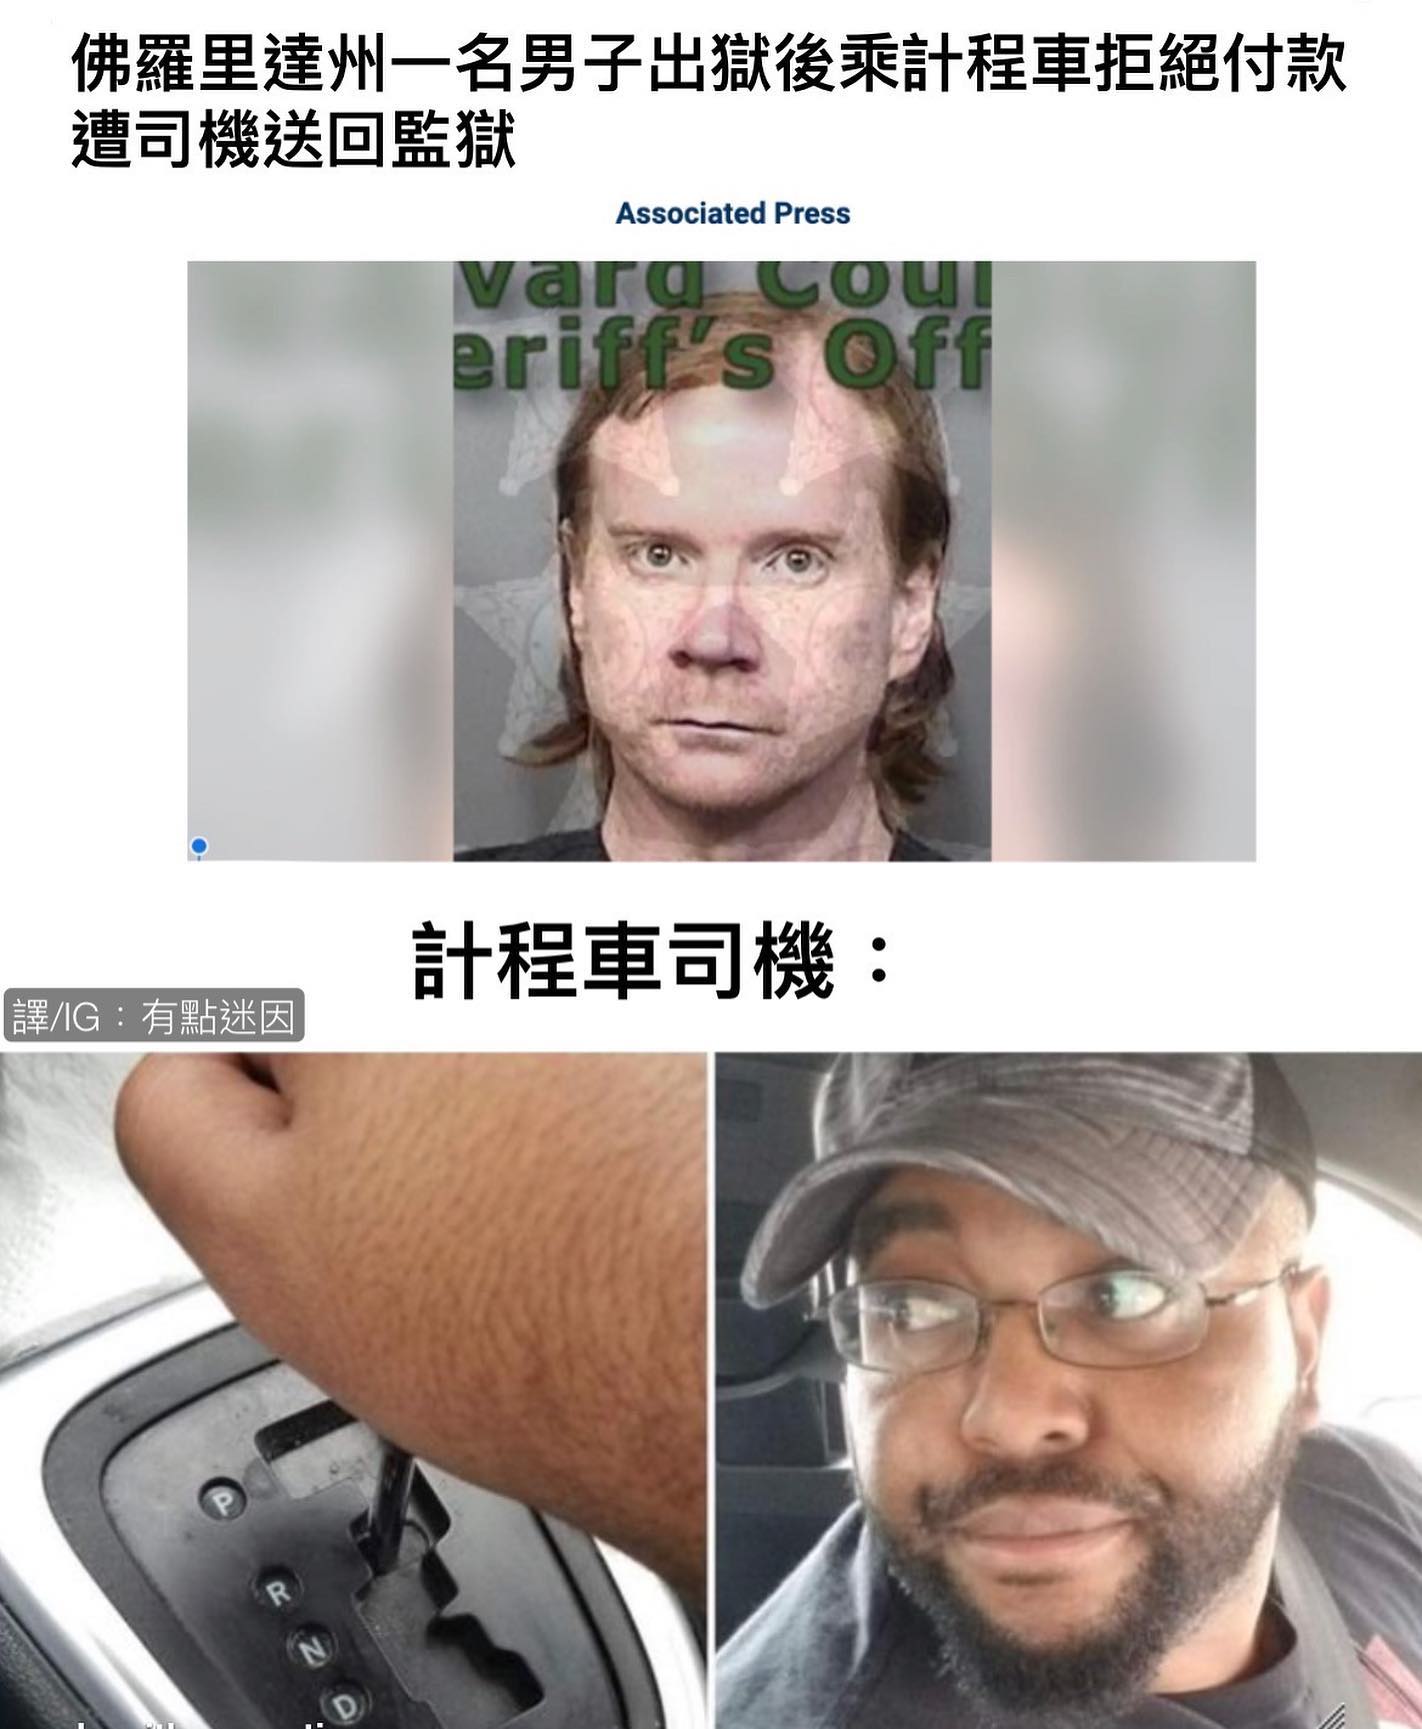 佛羅里達州一名男子出獄後乘計程車拒絕付款
遭司機送回監獄
Associated Press
vard Coun
eriff's Off
計程車司機：
譯/IG：有點迷因
P
R
N
D